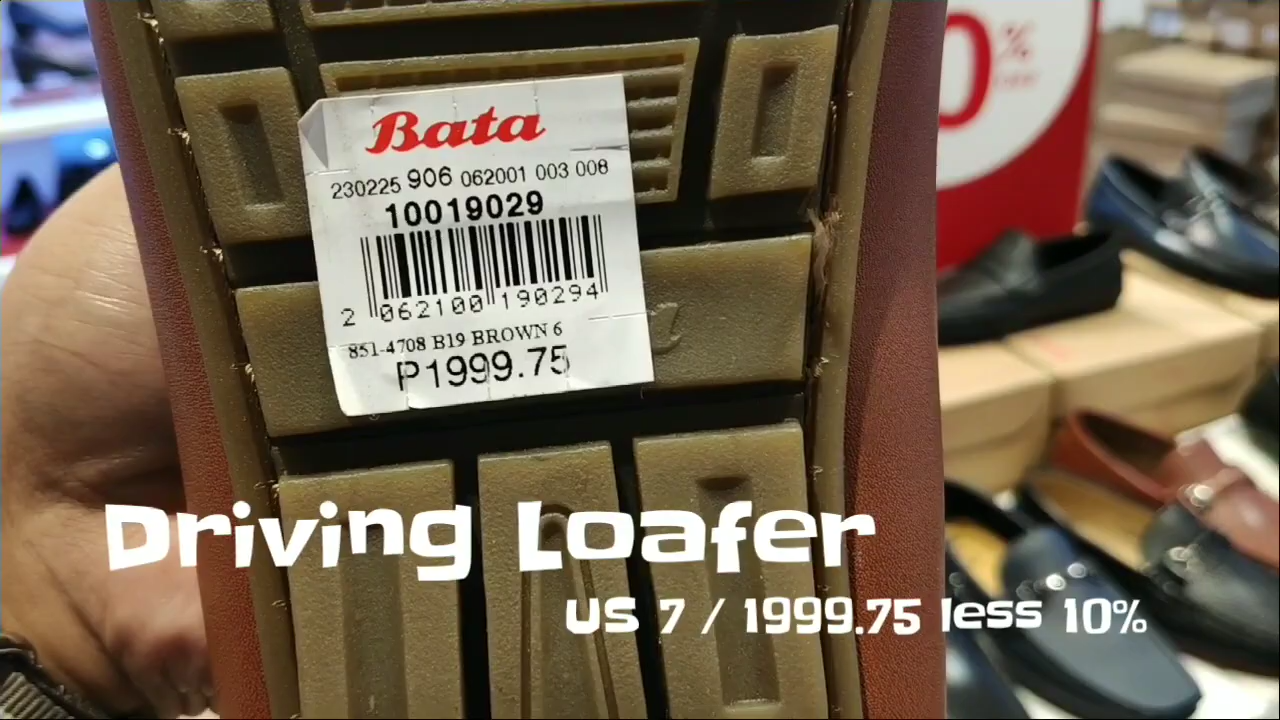 Bata
230225 906 062001 003 008
10019029
2 062100 190294
851-4708 B19 BROWN 6
P1999.75
0%
Driving Loafer
US 7 / 1999.75 less 10%